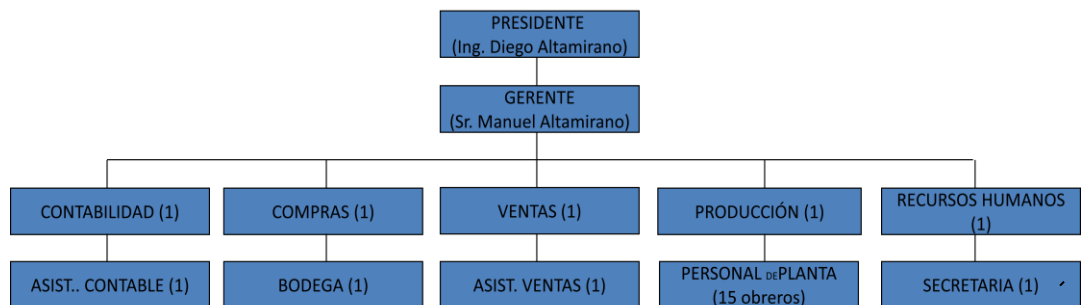 PRESIDENTE
(Ing. Diego Altamirano)
GERENTE
(Sr. Manuel Altamirano)
CONTABILIDAD (1)
COMPRAS (1)
VENTAS (1)
PRODUCCIÓN (1)
RECURSOS HUMANOS
(1)
ASIST.. CONTABLE (1)
BODEGA (1)
ASIST. VENTAS (1)
PERSONAL DE PLANTA
(15 obreros)
SECRETARIA (1)